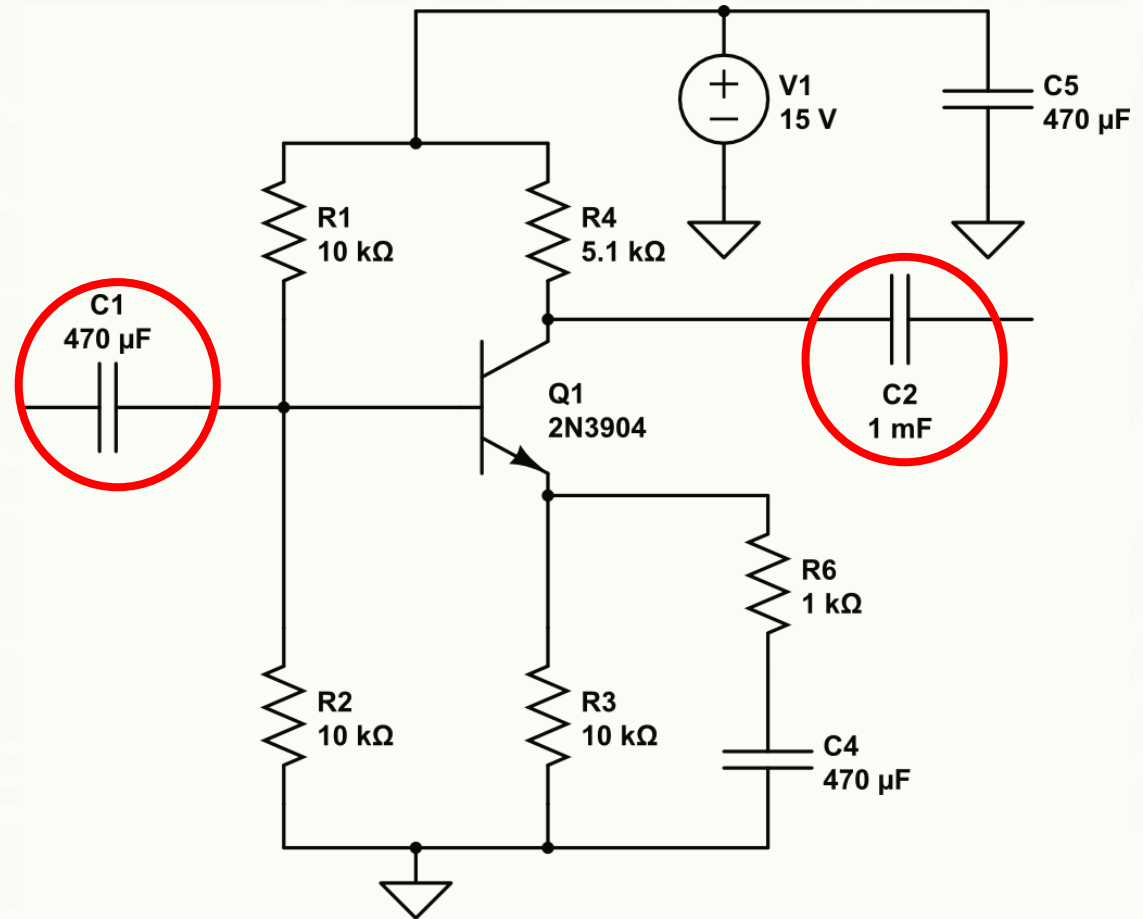 V1
15 V
C5
470 µF
R1
10 kΩ
R4
5.1 kΩ
C1
470 µF
C2
1 mF
Q1
2N3904
R6
1 kΩ
R2
10 kΩ
R3
10 kΩ
C4
470 µF